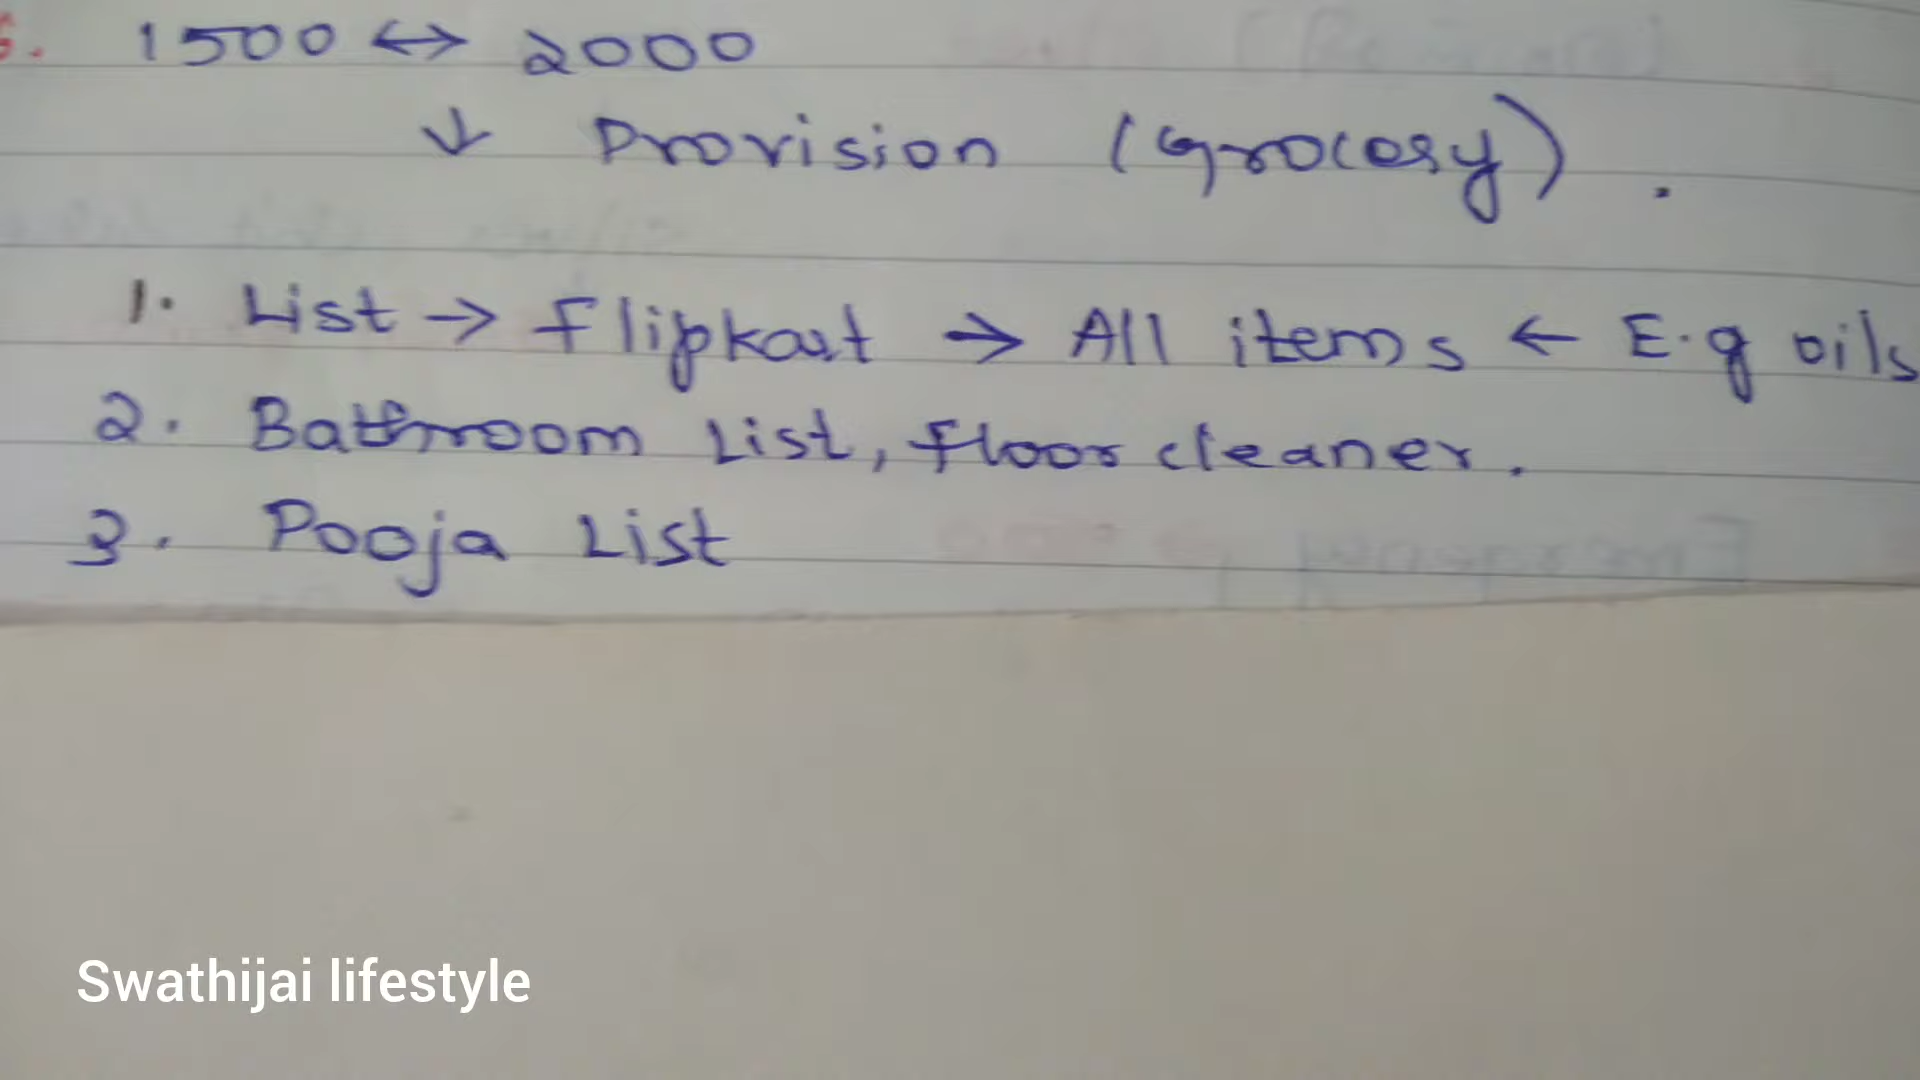 6. 1500 ↔ 2000
↓ Provision (Grocery).
1. List → Flipkart → All items ← E.g oils
2. Bathroom List, Floor cleaner.
3. Pooja List
Swathijai lifestyle